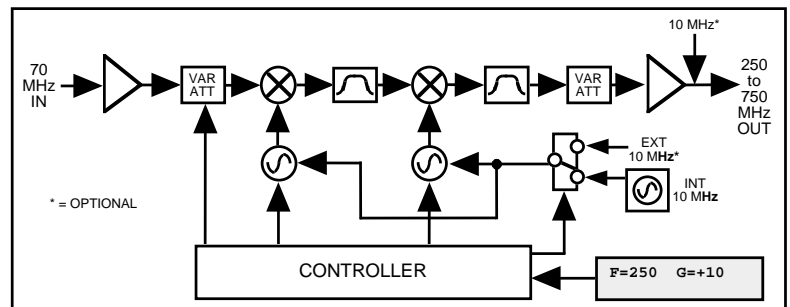 10 MHz*
70
MHz
IN
VAR
ATT
VAR
ATT
250
to
750
MHz
OUT
EXT
10 MHz*
INT
10 MHz
* = OPTIONAL
CONTROLLER
F=250 G=+10